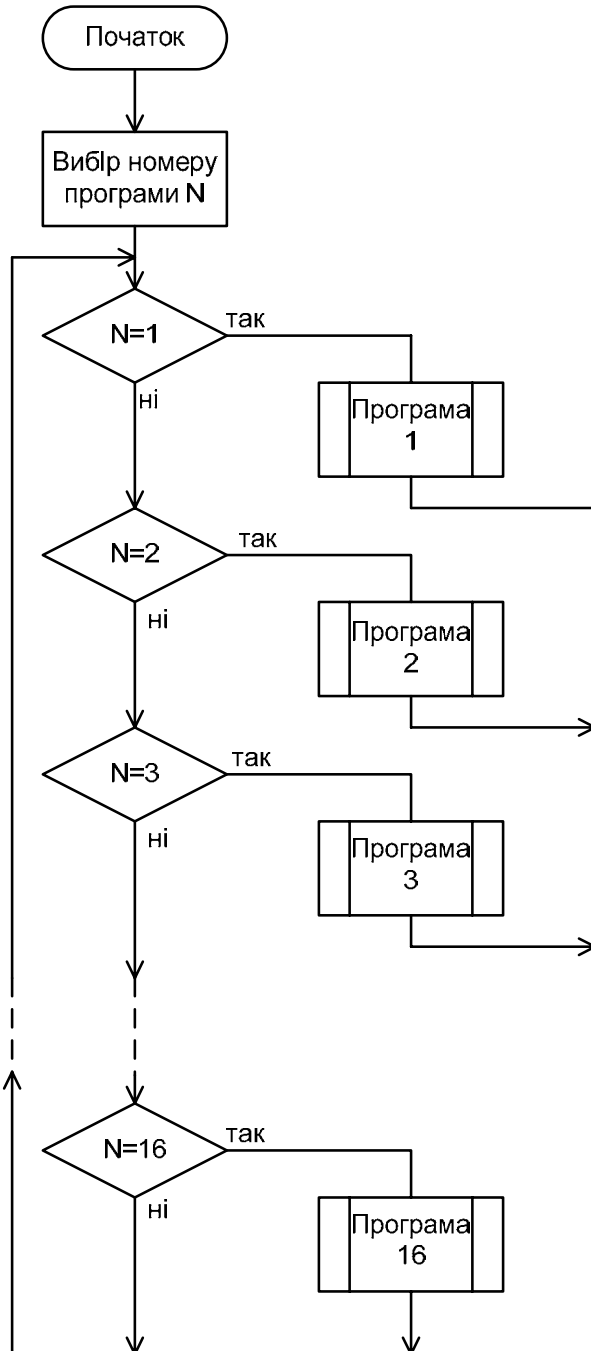 Початок
Вибір номеру
програми N
N=1
так
ні
Програма
1
N=2
так
ні
Програма
2
N=3
так
ні
Програма
3
N=16
так
ні
Програма
16